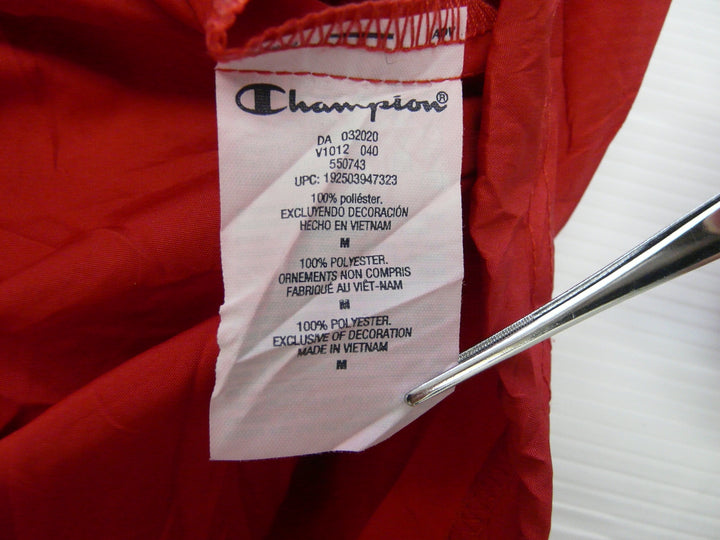 Champion®
DA 032020
V1012 040
550743
UPC: 192503947323
100% poliéster.
EXCLUYENDO DECORACIÓN
HECHO EN VIETNAM
M
100% POLYESTER.
ORNEMENTS NON COMPRIS
FABRIQUÉ AU VIÊT-NAM
M
100% POLYESTER.
EXCLUSIVE OF DECORATION
MADE IN VIETNAM
M